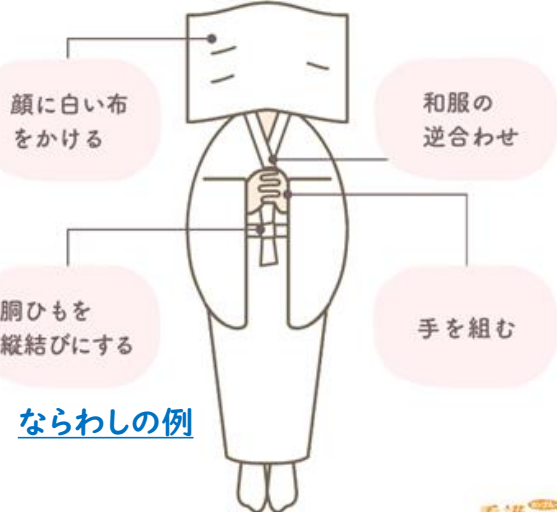 顔に白い布
をかける
和服の
逆合わせ
胴ひもを
縦結びにする
手を組む
ならわしの例